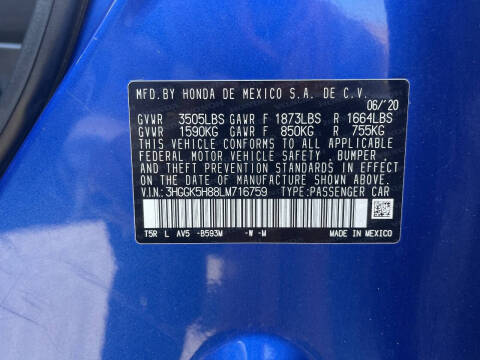 MFD.BY HONDA DE MEXICO S.A. DE C.V.
06/'20
GVWR 3505LBS GAWR F 1873LBS R 1664LBS
GVWR 1590KG GAWR F 850KG R 755KG
THIS VEHICLE CONFORMS TO ALL APPLICABLE
FEDERAL MOTOR VEHICLE SAFETY, BUMPER,
AND THEFT PREVENTION STANDARDS IN EFFECT
ON THE DATE OF MANUFACTURE SHOWN ABOVE.
V.I.N.:3HGGK5H88LM716759 TYPE:PASSENGER CAR
T5R L AV5 -B593M -W -M MADE IN MEXICO